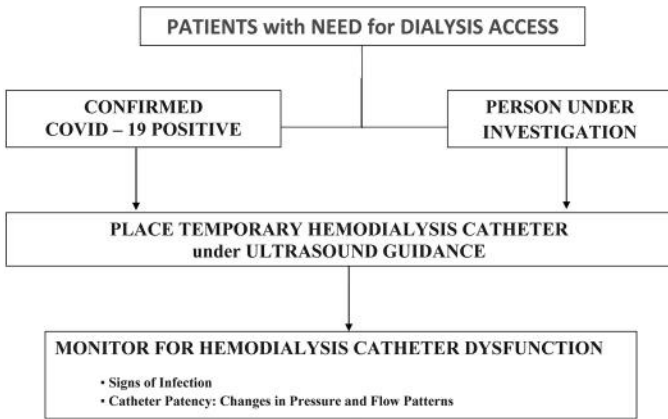 PATIENTS with NEED for DIALYSIS ACCESS
CONFIRMED
COVID – 19 POSITIVE
PERSON UNDER
INVESTIGATION
PLACE TEMPORARY HEMODIALYSIS CATHETER
under ULTRASOUND GUIDANCE
MONITOR FOR HEMODIALYSIS CATHETER DYSFUNCTION
• Signs of Infection
• Catheter Patency: Changes in Pressure and Flow Patterns